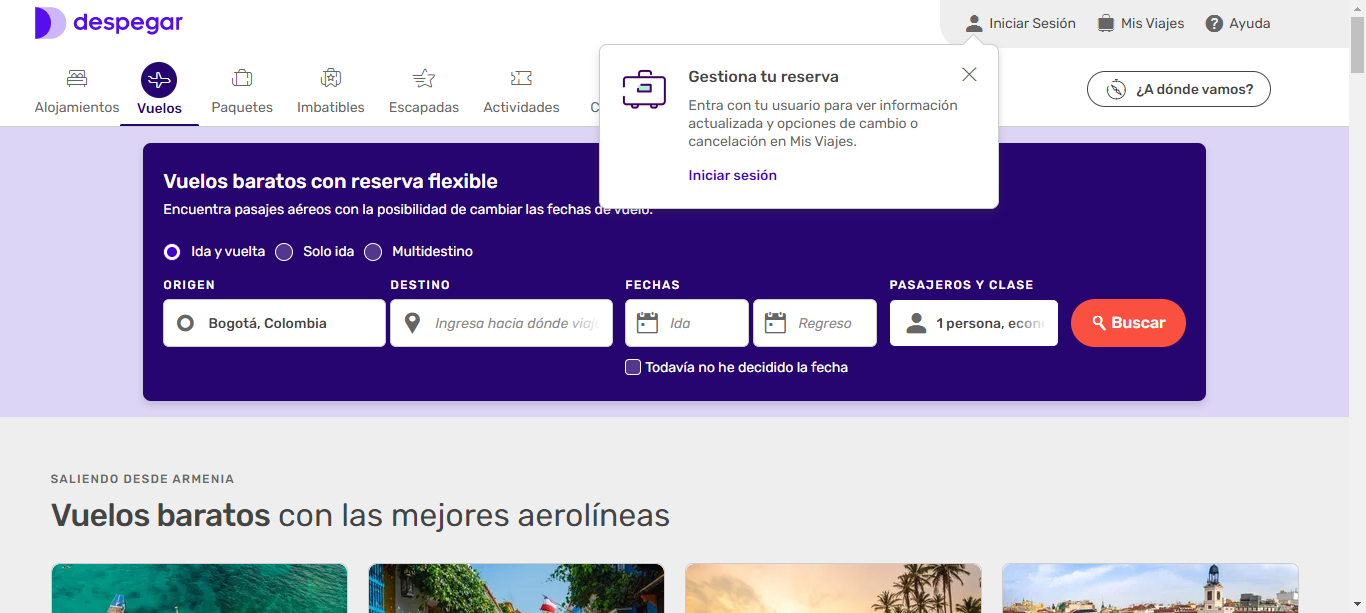 despegar
Iniciar Sesión
Mis Viajes
Ayuda
Alojamientos
Vuelos
Paquetes
Imbatibles
Escapadas
Actividades
¿A dónde vamos?
Gestiona tu reserva
Entra con tu usuario para ver información
actualizada y opciones de cambio o
cancelación en Mis Viajes.
Iniciar sesión
Vuelos baratos con reserva flexible
Encuentra pasajes aéreos con la posibilidad de cambiar las fechas de vuelo.
Ida y vuelta
Solo ida
Multidestino
ORIGEN
DESTINO
FECHAS
PASAJEROS Y CLASE
Bogotá, Colombia
Ingresa hacia dónde viaj
Ida
Regreso
1 persona, econ
Buscar
Todavía no he decidido la fecha
SALIENDO DESDE ARMENIA
Vuelos baratos con las mejores aerolíneas